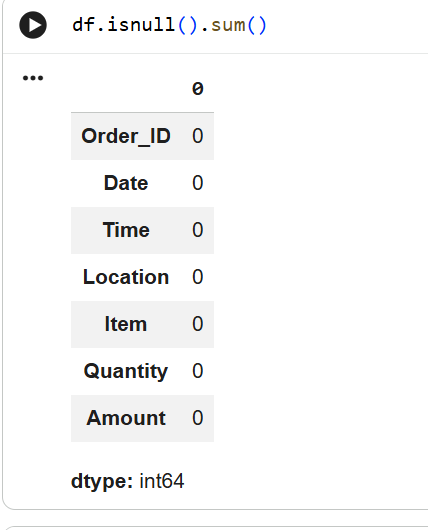 df.isnull().sum()
0
Order_ID 0
Date 0
Time 0
Location 0
Item 0
Quantity 0
Amount 0
dtype: int64